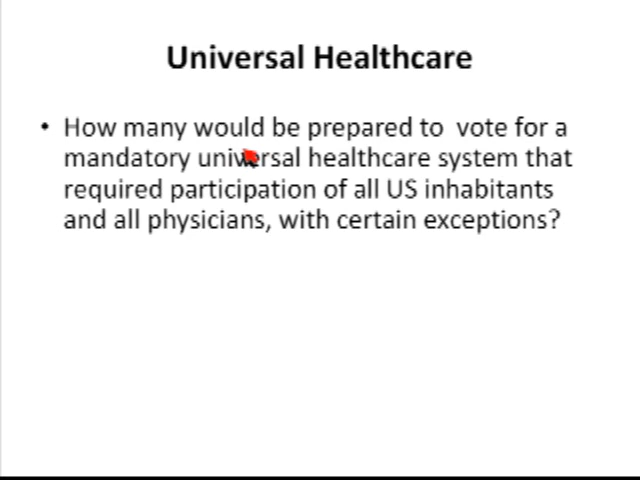 Universal Healthcare
• How many would be prepared to  vote for a
mandatory universal healthcare system that
required participation of all US inhabitants
and all physicians, with certain exceptions?